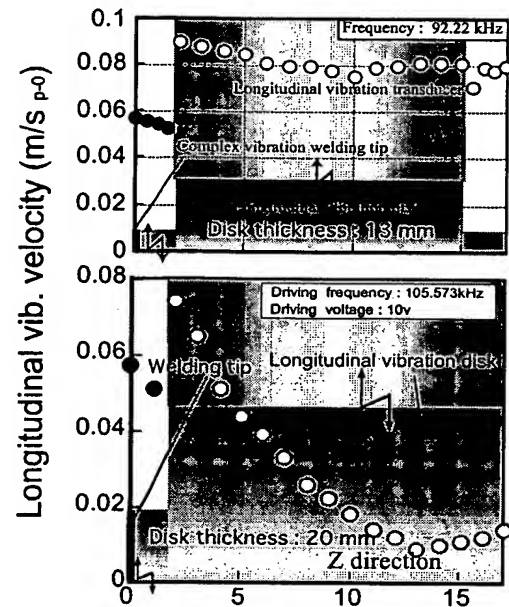 Longitudinal vib. velocity (m/s p-0)
0.1
Frequency : 92.22 kHz
0.08
Longitudinal vibration transducer
0.06
0.04
Complex vibration welding tip
0.02
Disk thickness : 13 mm
0
0.08
Driving frequency : 105.573kHz
Driving voltage : 10v
0.06
Welding tip
Longitudinal vibration disk
0.04
0.02
Disk thickness : 20 mm
Z direction
0
0 5 10 15